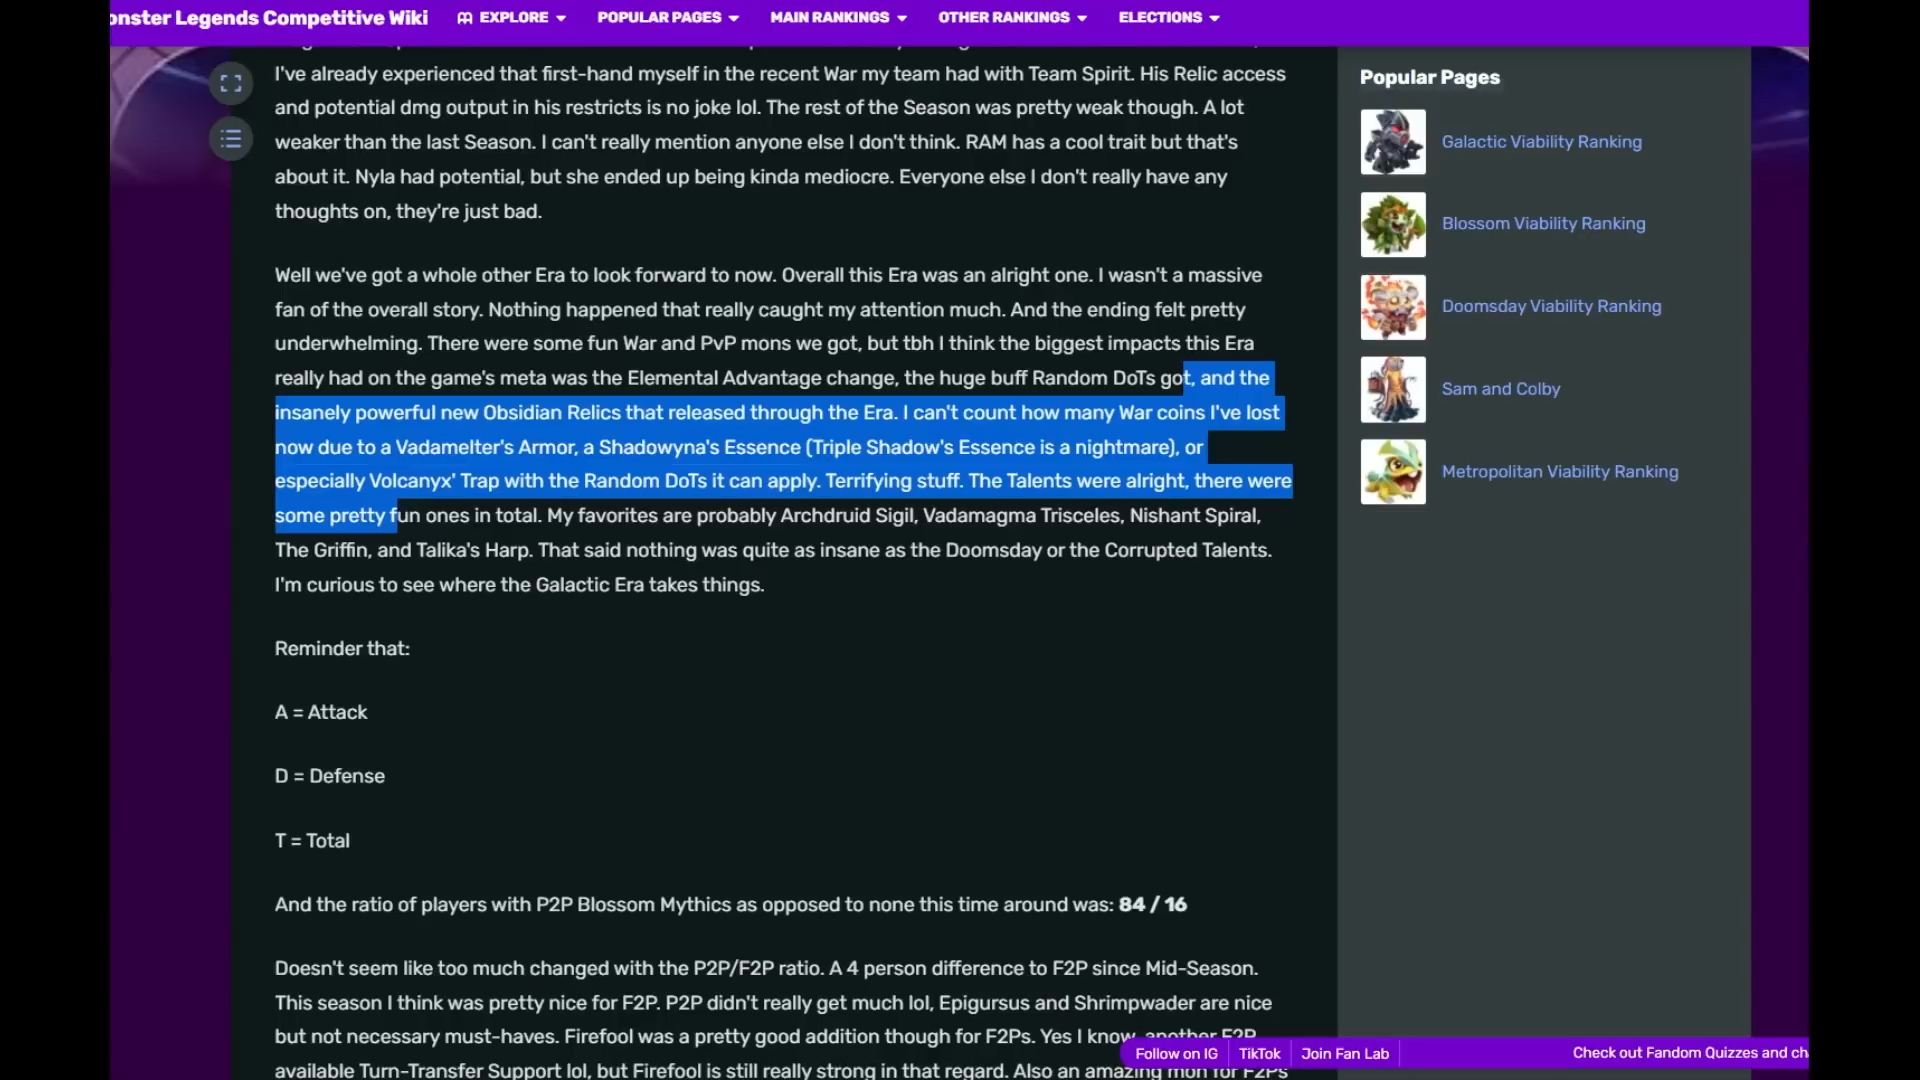 onster Legends Competitive Wiki
EXPLORE
POPULAR PAGES
MAIN RANKINGS
OTHER RANKINGS
ELECTIONS
I've already experienced that first-hand myself in the recent War my team had with Team Spirit. His Relic access
and potential dmg output in his restricts is no joke lol. The rest of the Season was pretty weak though. A lot
weaker than the last Season. I can't really mention anyone else I don't think. RAM has a cool trait but that's
about it. Nyla had potential, but she ended up being kinda mediocre. Everyone else I don't really have any
thoughts on, they're just bad.
Well we've got a whole other Era to look forward to now. Overall this Era was an alright one. I wasn't a massive
fan of the overall story. Nothing happened that really caught my attention much. And the ending felt pretty
underwhelming. There were some fun War and PvP mons we got, but tbh I think the biggest impacts this Era
really had on the game's meta was the Elemental Advantage change, the huge buff Random DoTs got, and the
insanely powerful new Obsidian Relics that released through the Era. I can't count how many War coins I've lost
now due to a Vadamelter's Armor, a Shadowyna's Essence (Triple Shadow's Essence is a nightmare), or
especially Volcanyx' Trap with the Random DoTs it can apply. Terrifying stuff. The Talents were alright, there were
some pretty fun ones in total. My favorites are probably Archdruid Sigil, Vadamagma Trisceles, Nishant Spiral,
The Griffin, and Talika's Harp. That said nothing was quite as insane as the Doomsday or the Corrupted Talents.
I'm curious to see where the Galactic Era takes things.
Reminder that:
A = Attack
D = Defense
T = Total
And the ratio of players with P2P Blossom Mythics as opposed to none this time around was: 84 / 16
Doesn't seem like too much changed with the P2P/F2P ratio. A 4 person difference to F2P since Mid-Season.
This season I think was pretty nice for F2P. P2P didn't really get much lol, Epigursus and Shrimpwader are nice
but not necessary must-haves. Firefool was a pretty good addition though for F2Ps. Yes I know, another F2P
available Turn-Transfer Support lol, but Firefool is still really strong in that regard. Also an amazing mon for F2Ps
Popular Pages
Galactic Viability Ranking
Blossom Viability Ranking
Doomsday Viability Ranking
Sam and Colby
Metropolitan Viability Ranking
Follow on IG
TikTok
Join Fan Lab
Check out Fandom Quizzes and ch